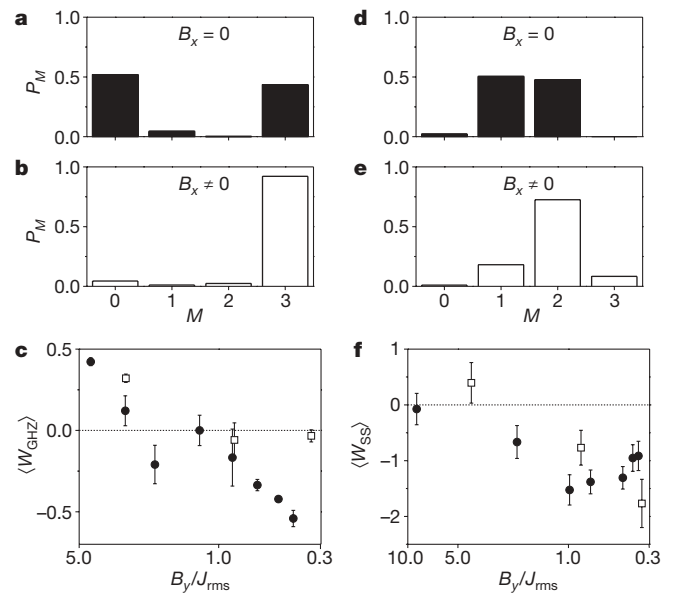 a
B_x = 0
1.0
0.5
0.0
P_M
b
B_x ≠ 0
1.0
0.5
0.0
P_M
0 1 2 3
M
c
0.5
0.0
−0.5
⟨W_GHZ⟩
5.0 1.0 0.3
B_y/J_rms
d
B_x = 0
1.0
0.5
0.0
e
B_x ≠ 0
1.0
0.5
0.0
0 1 2 3
M
f
1
0
−1
−2
⟨W_SS⟩
10.0 5.0 1.0 0.3
B_y/J_rms